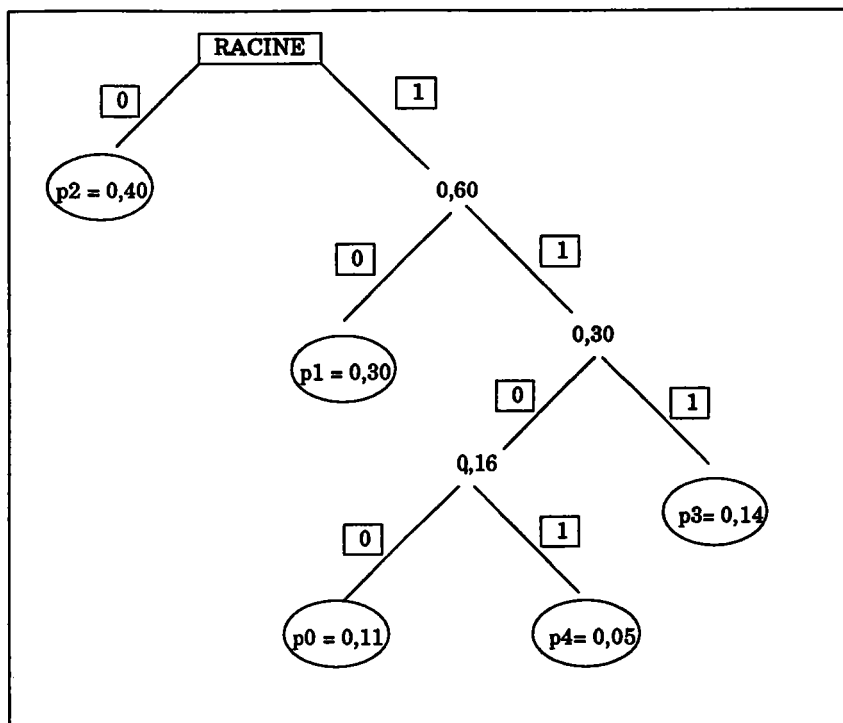 RACINE
0
1
p2 = 0,40
0,60
0
1
p1 = 0,30
0,30
0
1
0,16
p3= 0,14
0
1
p0 = 0,11
p4= 0,05